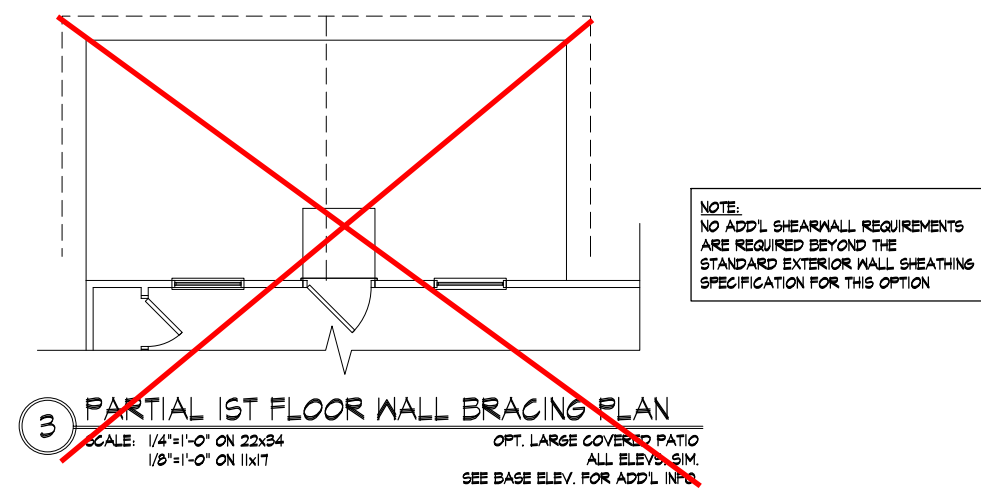 NOTE:
NO ADD'L SHEARWALL REQUIREMENTS
ARE REQUIRED BEYOND THE
STANDARD EXTERIOR WALL SHEATHING
SPECIFICATION FOR THIS OPTION
3
PARTIAL 1ST FLOOR WALL BRACING PLAN
SCALE: 1/4"=1'-0" ON 22x34
1/8"=1'-0" ON 11x17
OPT. LARGE COVERED PATIO
ALL ELEVS. SIM.
SEE BASE ELEV. FOR ADD'L INFO.